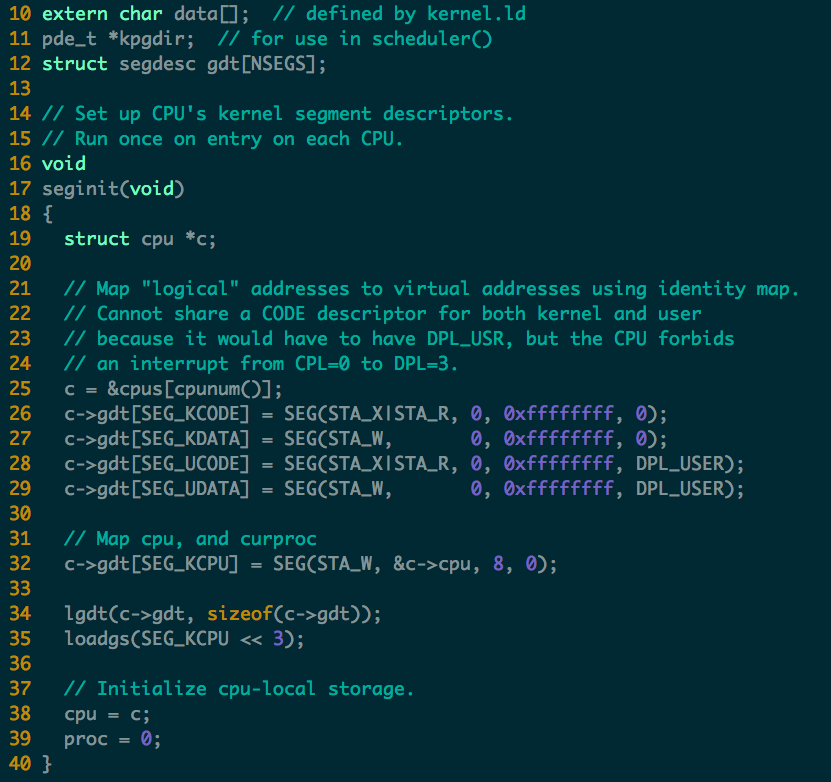 10 extern char data[];  // defined by kernel.ld
11 pde_t *kpgdir;  // for use in scheduler()
12 struct segdesc gdt[NSEGS];
13
14 // Set up CPU's kernel segment descriptors.
15 // Run once on entry on each CPU.
16 void
17 seginit(void)
18 {
19   struct cpu *c;
20
21   // Map "logical" addresses to virtual addresses using identity map.
22   // Cannot share a CODE descriptor for both kernel and user
23   // because it would have to have DPL_USR, but the CPU forbids
24   // an interrupt from CPL=0 to DPL=3.
25   c = &cpus[cpunum()];
26   c->gdt[SEG_KCODE] = SEG(STA_X|STA_R, 0, 0xffffffff, 0);
27   c->gdt[SEG_KDATA] = SEG(STA_W,       0, 0xffffffff, 0);
28   c->gdt[SEG_UCODE] = SEG(STA_X|STA_R, 0, 0xffffffff, DPL_USER);
29   c->gdt[SEG_UDATA] = SEG(STA_W,       0, 0xffffffff, DPL_USER);
30
31   // Map cpu, and curproc
32   c->gdt[SEG_KCPU] = SEG(STA_W, &c->cpu, 8, 0);
33
34   lgdt(c->gdt, sizeof(c->gdt));
35   loadgs(SEG_KCPU << 3);
36
37   // Initialize cpu-local storage.
38   cpu = c;
39   proc = 0;
40 }